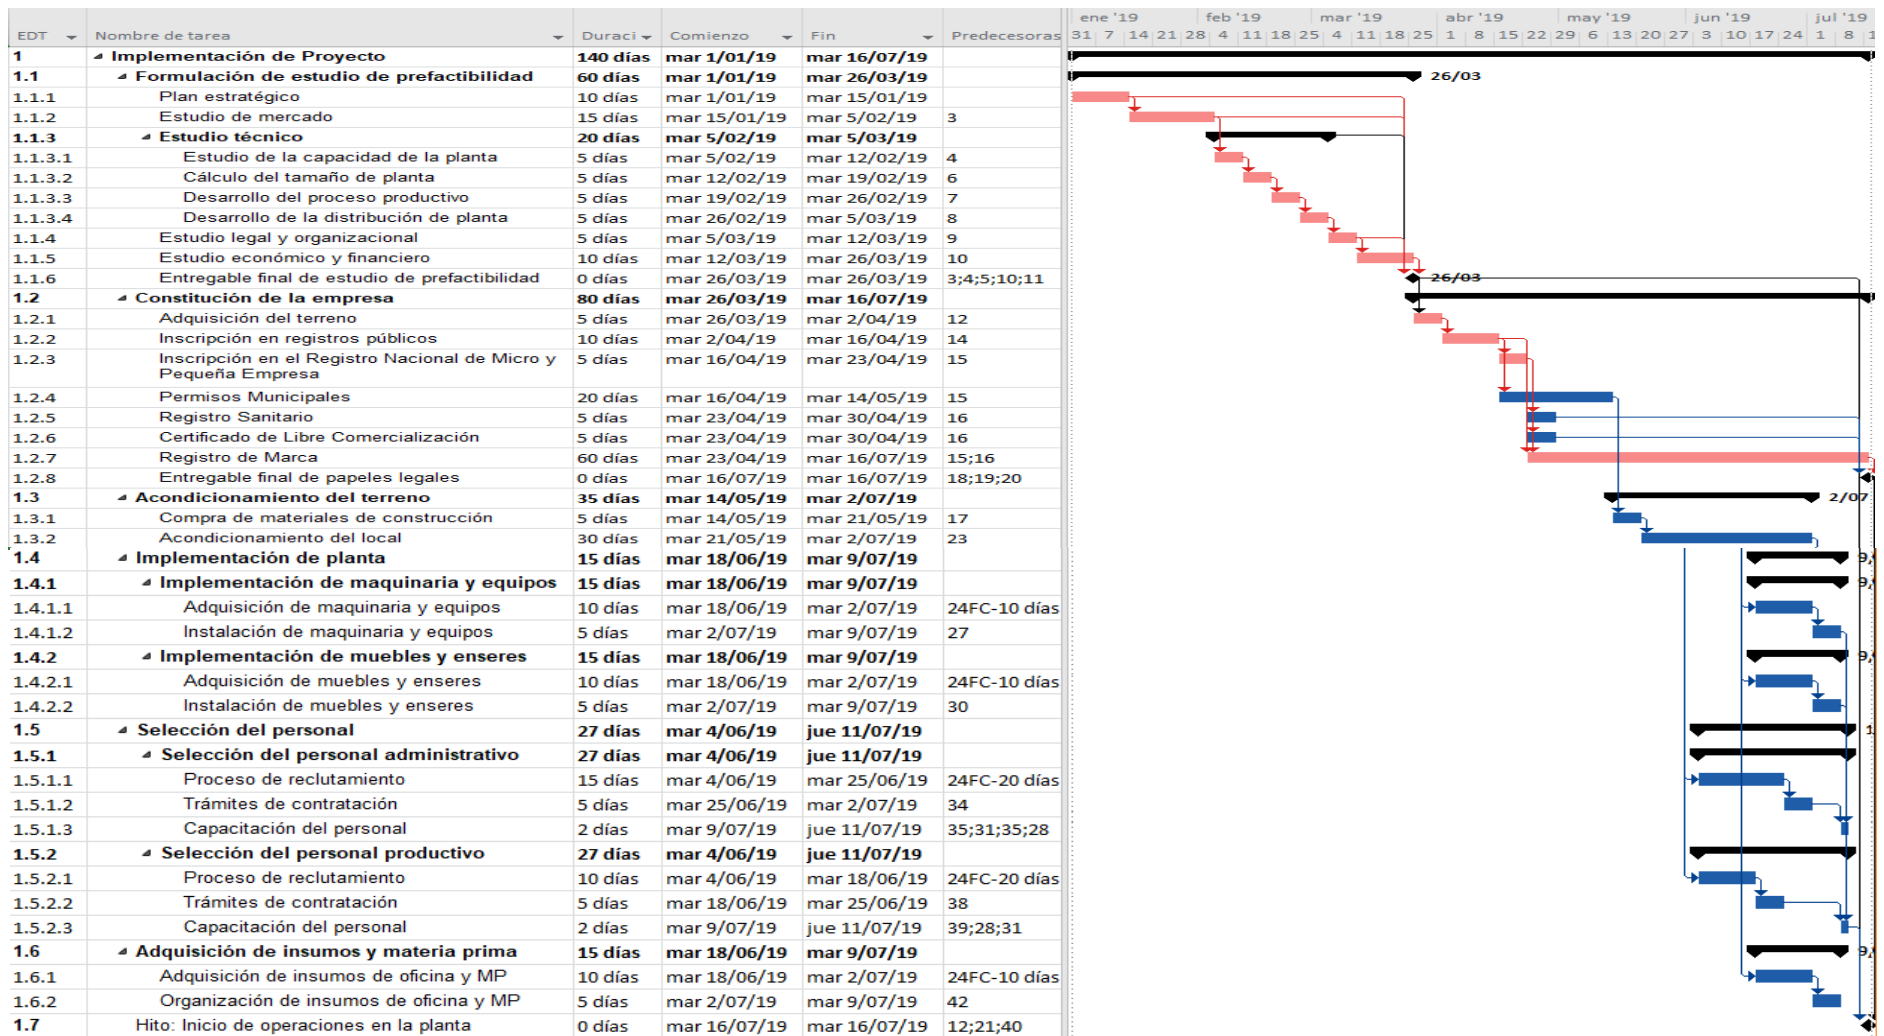 ene '19 feb '19 mar '19 abr '19 may '19 jun '19 jul '19
EDT Nombre de tarea Duraci Comienzo Fin Predecesoras 31 7 14 21 28 4 11 18 25 4 11 18 25 1 8 15 22 29 6 13 20 27 3 10 17 24 1 8 1
1 Implementación de Proyecto 140 días mar 1/01/19 mar 16/07/19
1.1 Formulación de estudio de prefactibilidad 60 días mar 1/01/19 mar 26/03/19 26/03
1.1.1 Plan estratégico 10 días mar 1/01/19 mar 15/01/19
1.1.2 Estudio de mercado 15 días mar 15/01/19 mar 5/02/19 3
1.1.3 Estudio técnico 20 días mar 5/02/19 mar 5/03/19
1.1.3.1 Estudio de la capacidad de la planta 5 días mar 5/02/19 mar 12/02/19 4
1.1.3.2 Cálculo del tamaño de planta 5 días mar 12/02/19 mar 19/02/19 6
1.1.3.3 Desarrollo del proceso productivo 5 días mar 19/02/19 mar 26/02/19 7
1.1.3.4 Desarrollo de la distribución de planta 5 días mar 26/02/19 mar 5/03/19 8
1.1.4 Estudio legal y organizacional 5 días mar 5/03/19 mar 12/03/19 9
1.1.5 Estudio económico y financiero 10 días mar 12/03/19 mar 26/03/19 10
1.1.6 Entregable final de estudio de prefactibilidad 0 días mar 26/03/19 mar 26/03/19 3;4;5;10;11 26/03
1.2 Constitución de la empresa 80 días mar 26/03/19 mar 16/07/19
1.2.1 Adquisición del terreno 5 días mar 26/03/19 mar 2/04/19 12
1.2.2 Inscripción en registros públicos 10 días mar 2/04/19 mar 16/04/19 14
1.2.3 Inscripción en el Registro Nacional de Micro y 5 días mar 16/04/19 mar 23/04/19 15
Pequeña Empresa
1.2.4 Permisos Municipales 20 días mar 16/04/19 mar 14/05/19 15
1.2.5 Registro Sanitario 5 días mar 23/04/19 mar 30/04/19 16
1.2.6 Certificado de Libre Comercialización 5 días mar 23/04/19 mar 30/04/19 16
1.2.7 Registro de Marca 60 días mar 23/04/19 mar 16/07/19 15;16
1.2.8 Entregable final de papeles legales 0 días mar 16/07/19 mar 16/07/19 18;19;20
1.3 Acondicionamiento del terreno 35 días mar 14/05/19 mar 2/07/19 2/07
1.3.1 Compra de materiales de construcción 5 días mar 14/05/19 mar 21/05/19 17
1.3.2 Acondicionamiento del local 30 días mar 21/05/19 mar 2/07/19 23
1.4 Implementación de planta 15 días mar 18/06/19 mar 9/07/19 9/
1.4.1 Implementación de maquinaria y equipos 15 días mar 18/06/19 mar 9/07/19 9/
1.4.1.1 Adquisición de maquinaria y equipos 10 días mar 18/06/19 mar 2/07/19 24FC-10 días
1.4.1.2 Instalación de maquinaria y equipos 5 días mar 2/07/19 mar 9/07/19 27
1.4.2 Implementación de muebles y enseres 15 días mar 18/06/19 mar 9/07/19 9/
1.4.2.1 Adquisición de muebles y enseres 10 días mar 18/06/19 mar 2/07/19 24FC-10 días
1.4.2.2 Instalación de muebles y enseres 5 días mar 2/07/19 mar 9/07/19 30
1.5 Selección del personal 27 días mar 4/06/19 jue 11/07/19 1
1.5.1 Selección del personal administrativo 27 días mar 4/06/19 jue 11/07/19
1.5.1.1 Proceso de reclutamiento 15 días mar 4/06/19 mar 25/06/19 24FC-20 días
1.5.1.2 Trámites de contratación 5 días mar 25/06/19 mar 2/07/19 34
1.5.1.3 Capacitación del personal 2 días mar 9/07/19 jue 11/07/19 35;31;35;28
1.5.2 Selección del personal productivo 27 días mar 4/06/19 jue 11/07/19
1.5.2.1 Proceso de reclutamiento 10 días mar 4/06/19 mar 18/06/19 24FC-20 días
1.5.2.2 Trámites de contratación 5 días mar 18/06/19 mar 25/06/19 38
1.5.2.3 Capacitación del personal 2 días mar 9/07/19 jue 11/07/19 39;28;31
1.6 Adquisición de insumos y materia prima 15 días mar 18/06/19 mar 9/07/19 9/
1.6.1 Adquisición de insumos de oficina y MP 10 días mar 18/06/19 mar 2/07/19 24FC-10 días
1.6.2 Organización de insumos de oficina y MP 5 días mar 2/07/19 mar 9/07/19 42
1.7 Hito: Inicio de operaciones en la planta 0 días mar 16/07/19 mar 16/07/19 12;21;40